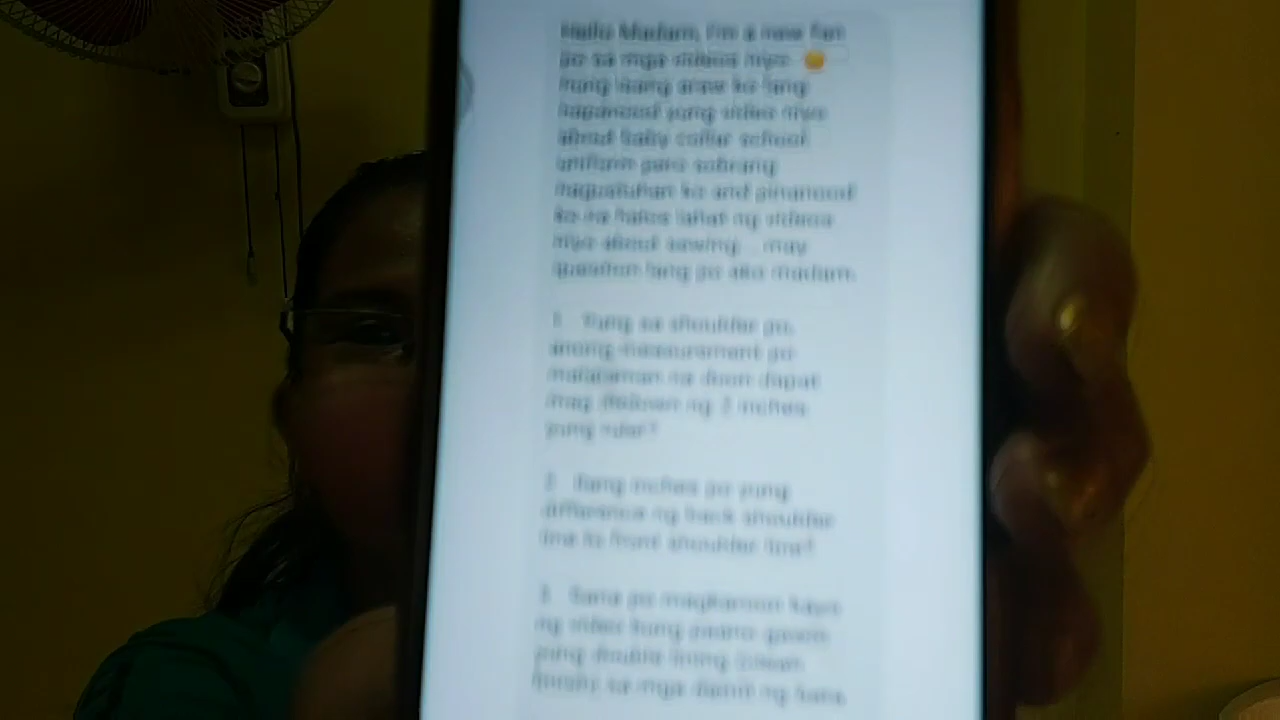 Hello Madam, I'm a new fan
po sa mga videos niyo
nung isang araw ko lang
napanood yung video niyo
about baby collar school
uniform pero sobrang
nagustuhan ko and pinanood
ko na halos lahat ng videos
niyo about sewing... may
question lang po ako madam.
1. Yung sa shoulder po,
anong measurement po
malalaman na doon dapat
mag ng 2 inches
yung ruler?
2. Ilang inches po yung
difference ng back shoulder
line to front shoulder line?
3. Sana po magkaroon kayo
ng video kung paano gawin
yung double lining
finish) sa mga damit ng bata